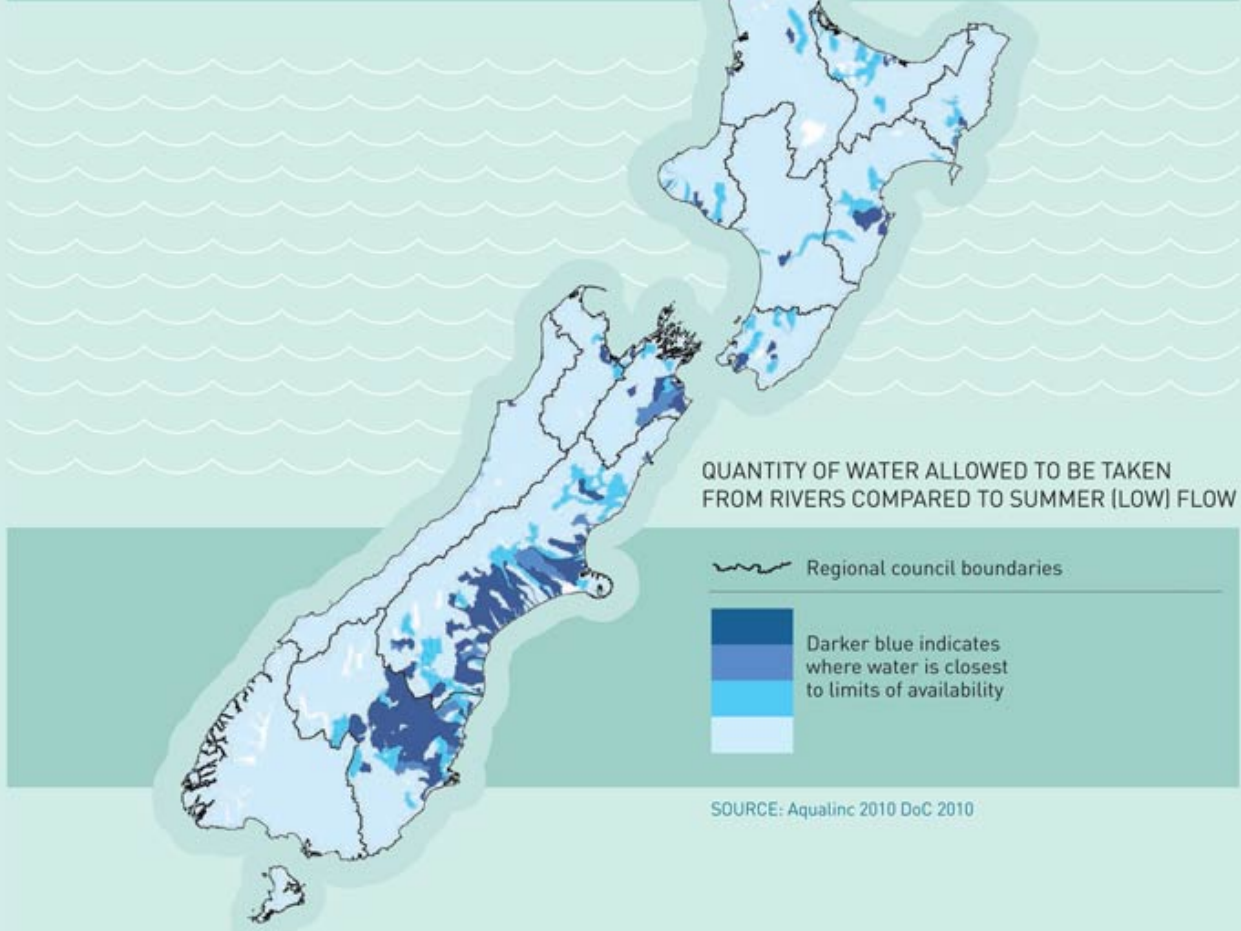 QUANTITY OF WATER ALLOWED TO BE TAKEN
FROM RIVERS COMPARED TO SUMMER (LOW) FLOW
Regional council boundaries
Darker blue indicates
where water is closest
to limits of availability
SOURCE: Aqualinc 2010 DoC 2010